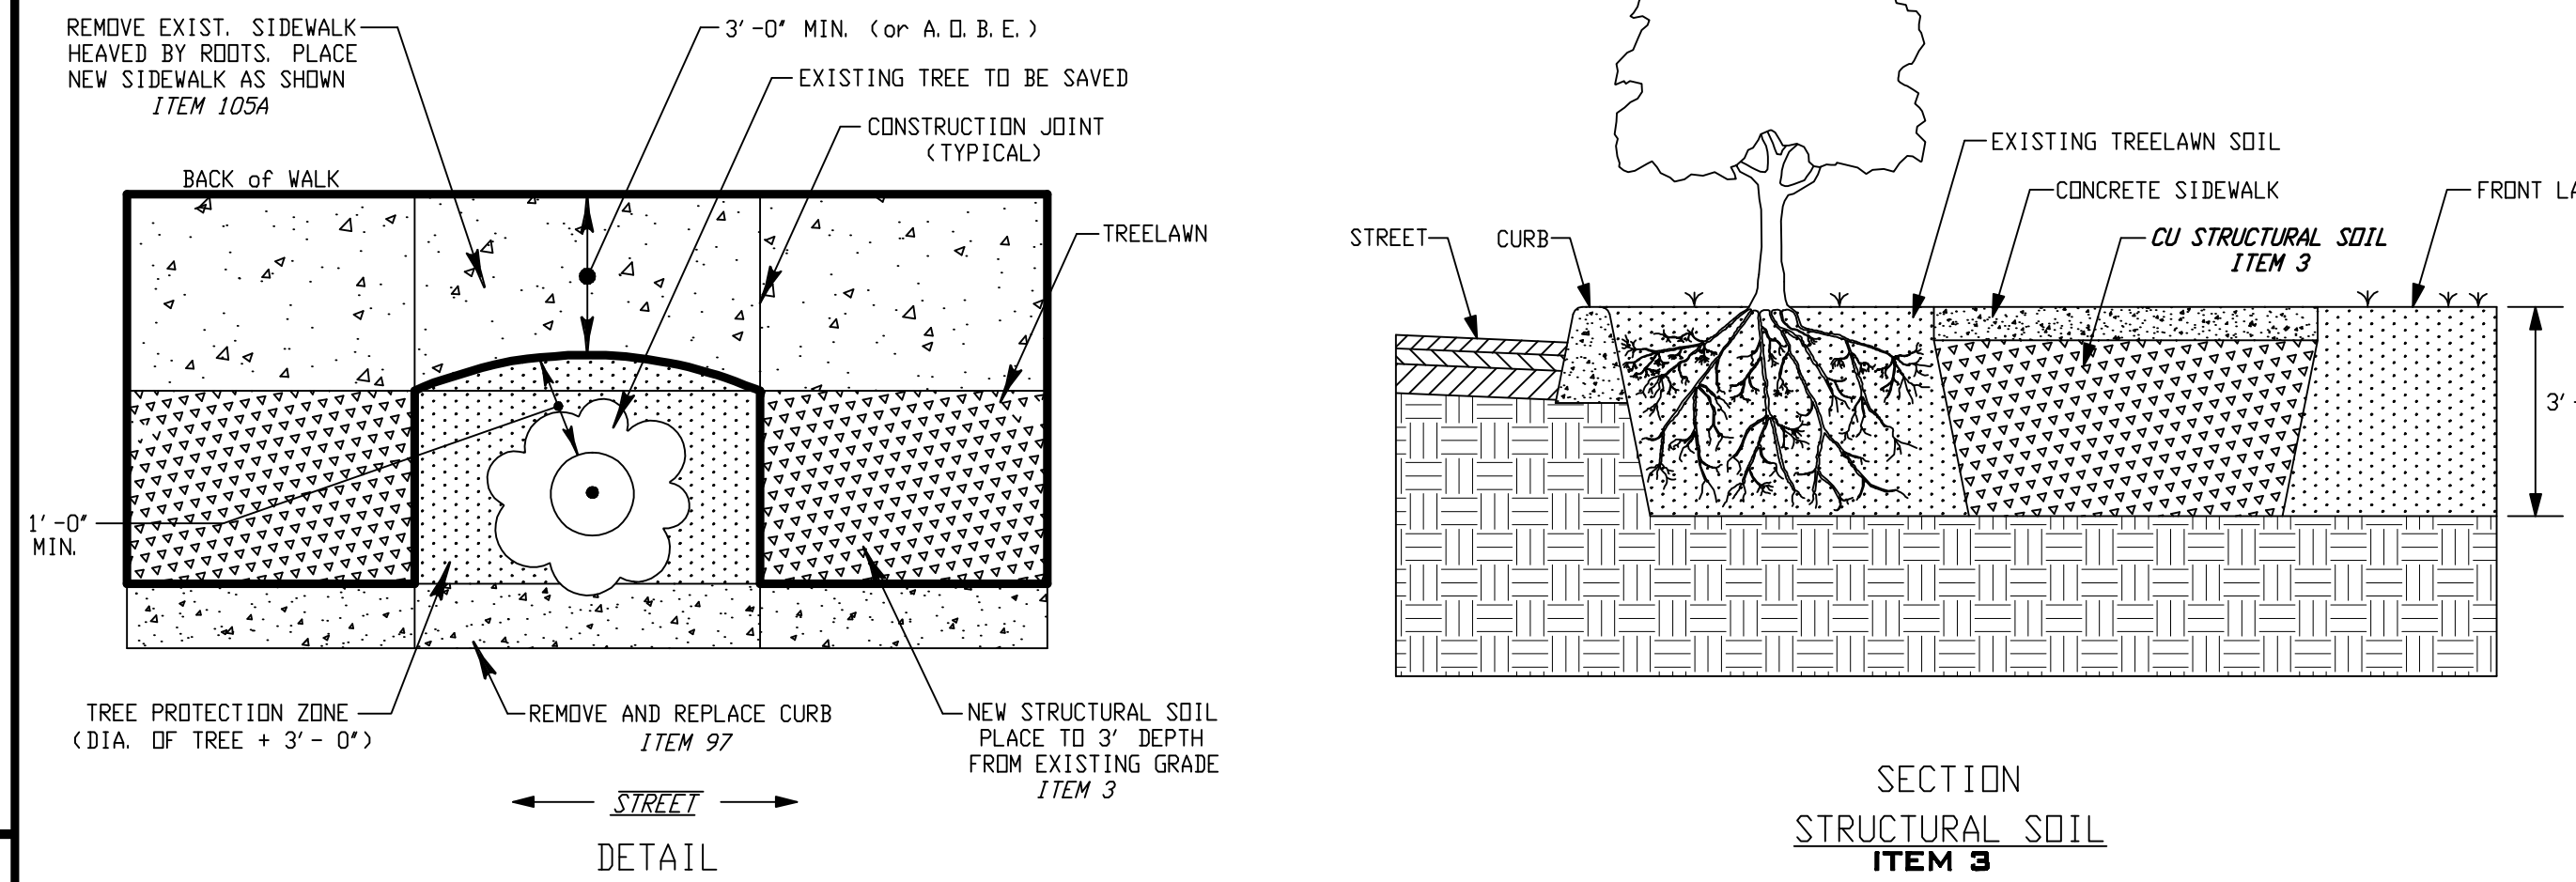 REMOVE EXIST. SIDEWALK
HEAVED BY ROOTS. PLACE
NEW SIDEWALK AS SHOWN
ITEM 105A
3'-0" MIN. (or A.O.B.E.)
EXISTING TREE TO BE SAVED
CONSTRUCTION JOINT
(TYPICAL)
BACK of WALK
TREELAWN
1'-0"
MIN.
TREE PROTECTION ZONE
(DIA. OF TREE + 3'-0")
REMOVE AND REPLACE CURB
ITEM 97
NEW STRUCTURAL SOIL
PLACE TO 3' DEPTH
FROM EXISTING GRADE
ITEM 3
STREET
DETAIL
EXISTING TREELAWN SOIL
CONCRETE SIDEWALK
FRONT
STREET
CURB
CU STRUCTURAL SOIL
ITEM 3
3'
SECTION
STRUCTURAL SOIL
ITEM 3